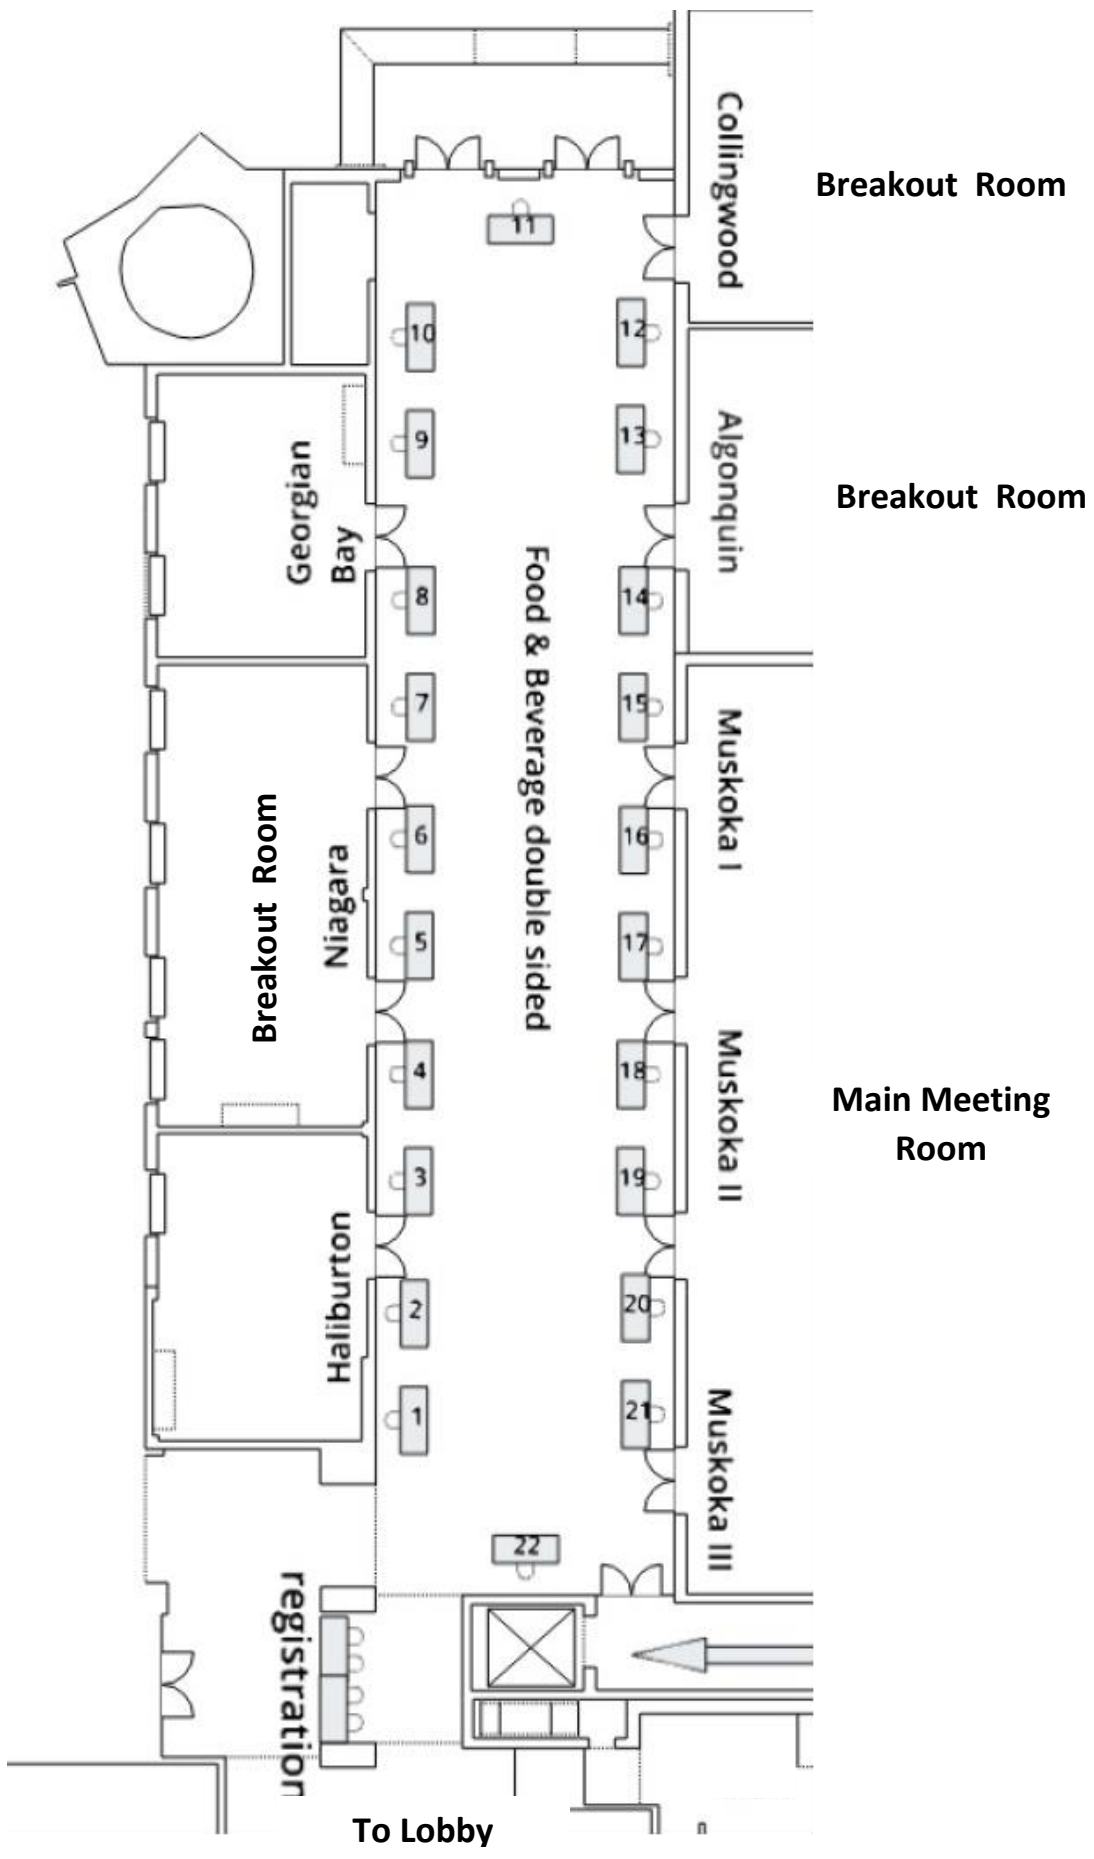 Collingwood
Breakout Room
11
10
12
9
13
Georgian
Bay
Algonquin
Breakout Room
8
14
Food & Beverage double sided
7
15
Muskoka I
6
16
Breakout Room
Niagara
5
17
4
18
Muskoka II
Main Meeting
Room
3
19
Haliburton
2
20
1
21
Muskoka III
22
registration
To Lobby